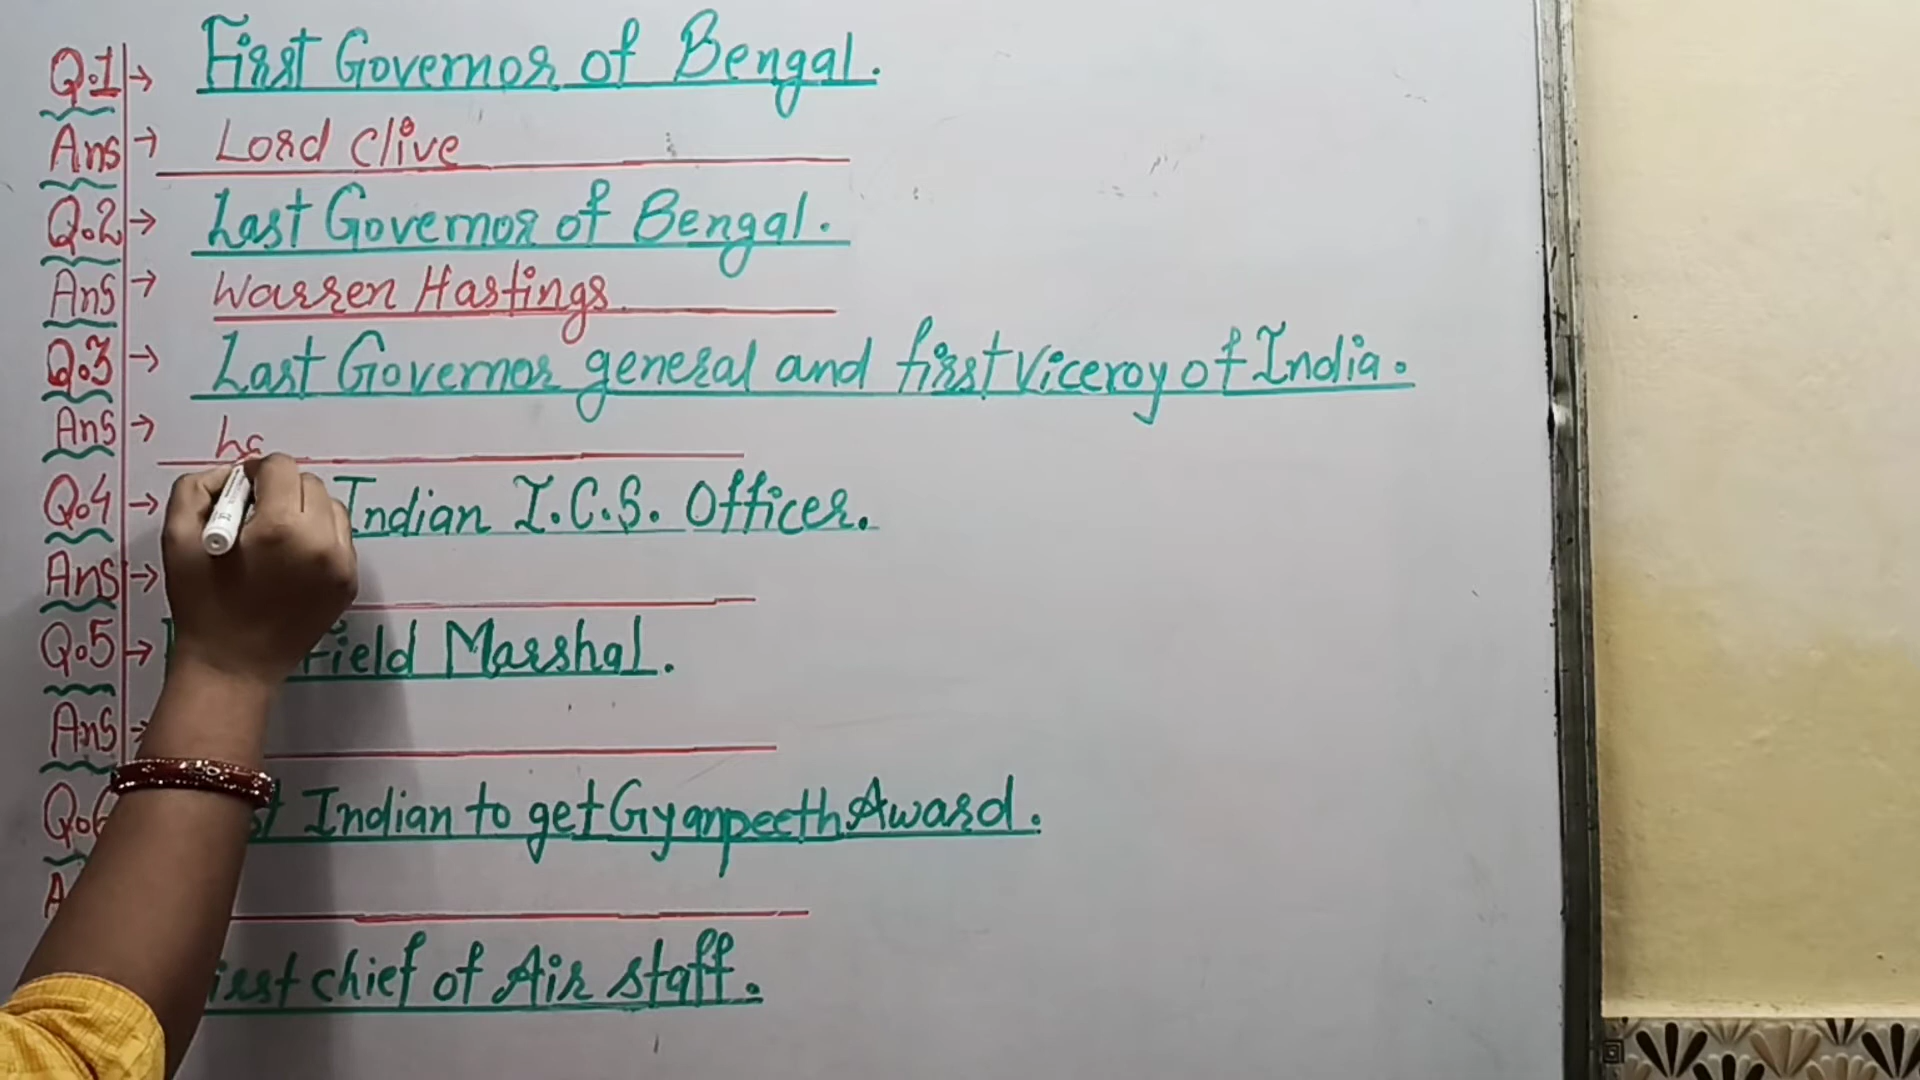 Q.1→ First Governor of Bengal.
Ans→ Lord Clive
Q.2→ Last Governor of Bengal.
Ans→ Warren Hastings
Q.3→ Last Governor general and first Viceroy of India.
Ans→
Q.4→ Indian I.C.S. Officer.
Ans→
Q.5→ Field Marshal.
Ans→
Q.6 Indian to get Gyanpeeth Award.
irst chief of Air staff.